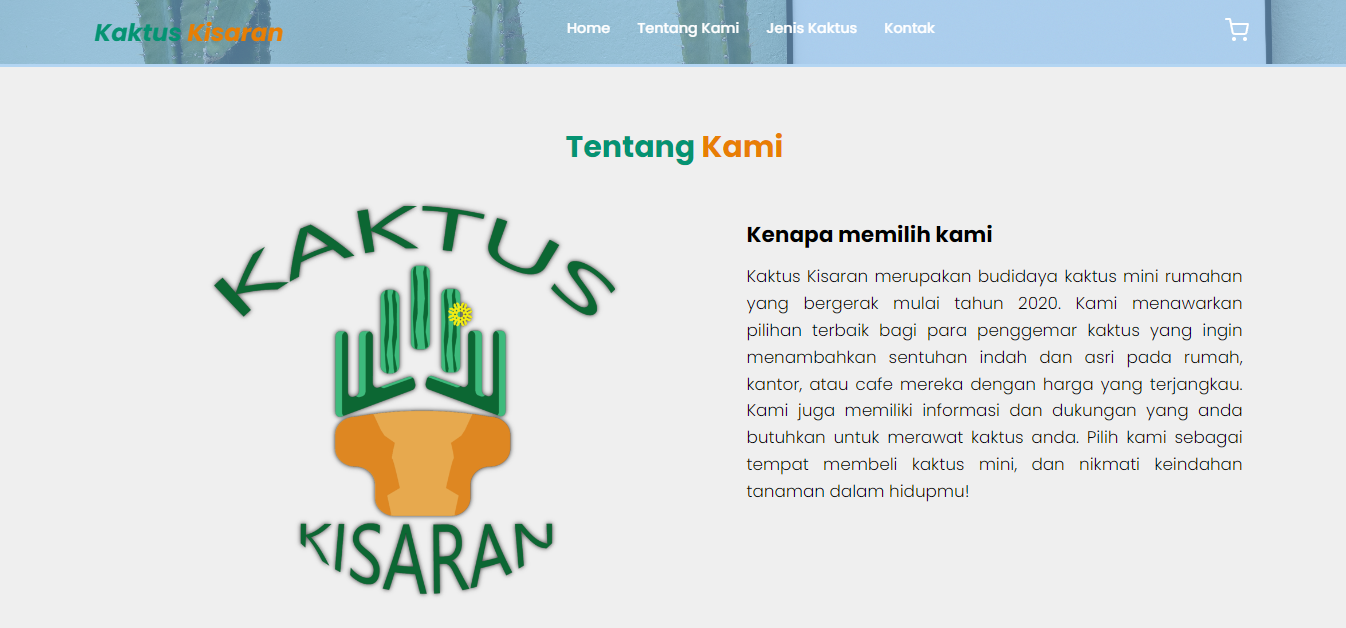 Kaktus Kisaran
Home
Tentang Kami
Jenis Kaktus
Kontak
Tentang Kami
KAKTUS
KISARAN
Kenapa memilih kami
Kaktus Kisaran merupakan budidaya kaktus mini rumahan
yang bergerak mulai tahun 2020. Kami menawarkan
pilihan terbaik bagi para penggemar kaktus yang ingin
menambahkan sentuhan indah dan asri pada rumah,
kantor, atau cafe mereka dengan harga yang terjangkau.
Kami juga memiliki informasi dan dukungan yang anda
butuhkan untuk merawat kaktus anda. Pilih kami sebagai
tempat membeli kaktus mini, dan nikmati keindahan
tanaman dalam hidupmu!